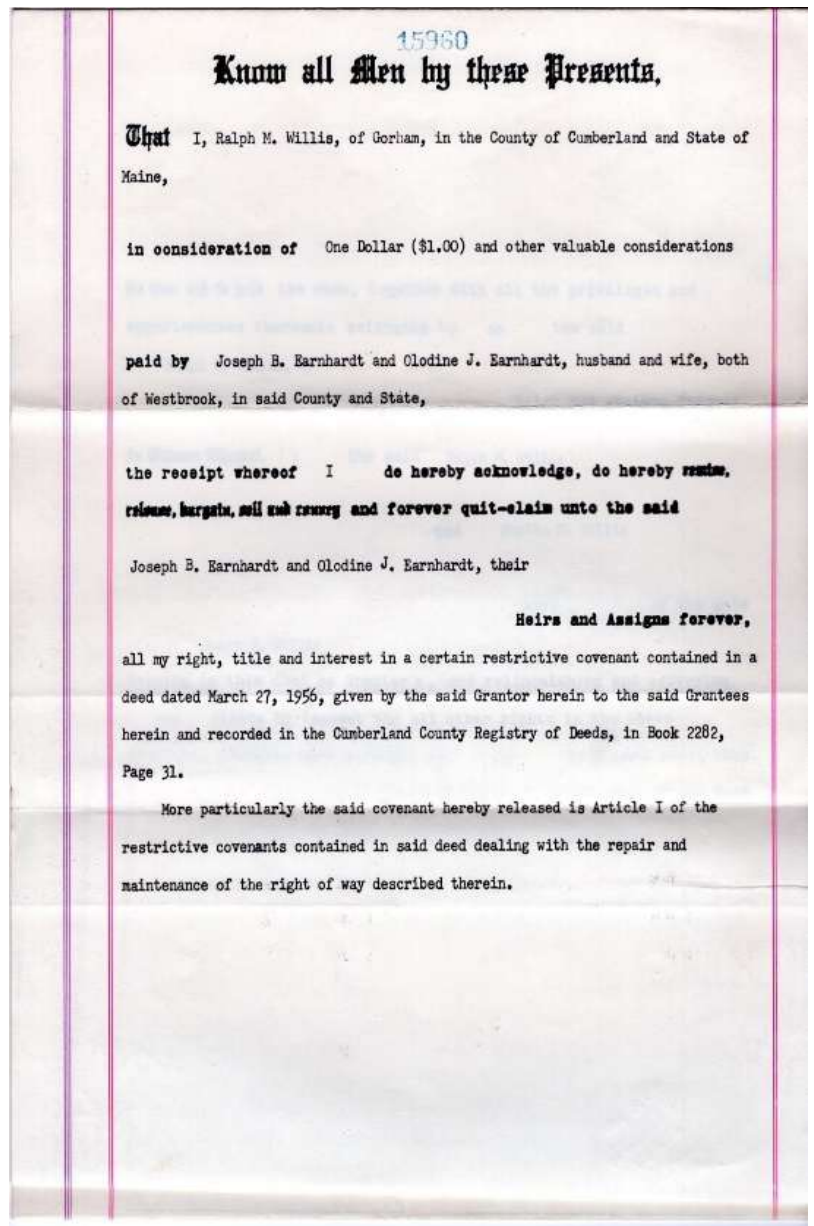 15960
Know all Men by these Presents,
That I, Ralph M. Willis, of Gorham, in the County of Cumberland and State of
Maine,
in consideration of One Dollar ($1.00) and other valuable considerations
paid by Joseph B. Earnhardt and Olodine J. Earnhardt, husband and wife, both
of Westbrook, in said County and State,
the receipt whereof I do hereby acknowledge, do hereby remise,
release, bargain, sell and convey and forever quit-claim unto the said
Joseph B. Earnhardt and Olodine J. Earnhardt, their
Heirs and Assigns forever,
all my right, title and interest in a certain restrictive covenant contained in a
deed dated March 27, 1956, given by the said Grantor herein to the said Grantees
herein and recorded in the Cumberland County Registry of Deeds, in Book 2282,
Page 31.
More particularly the said covenant hereby released is Article I of the
restrictive covenants contained in said deed dealing with the repair and
maintenance of the right of way described therein.